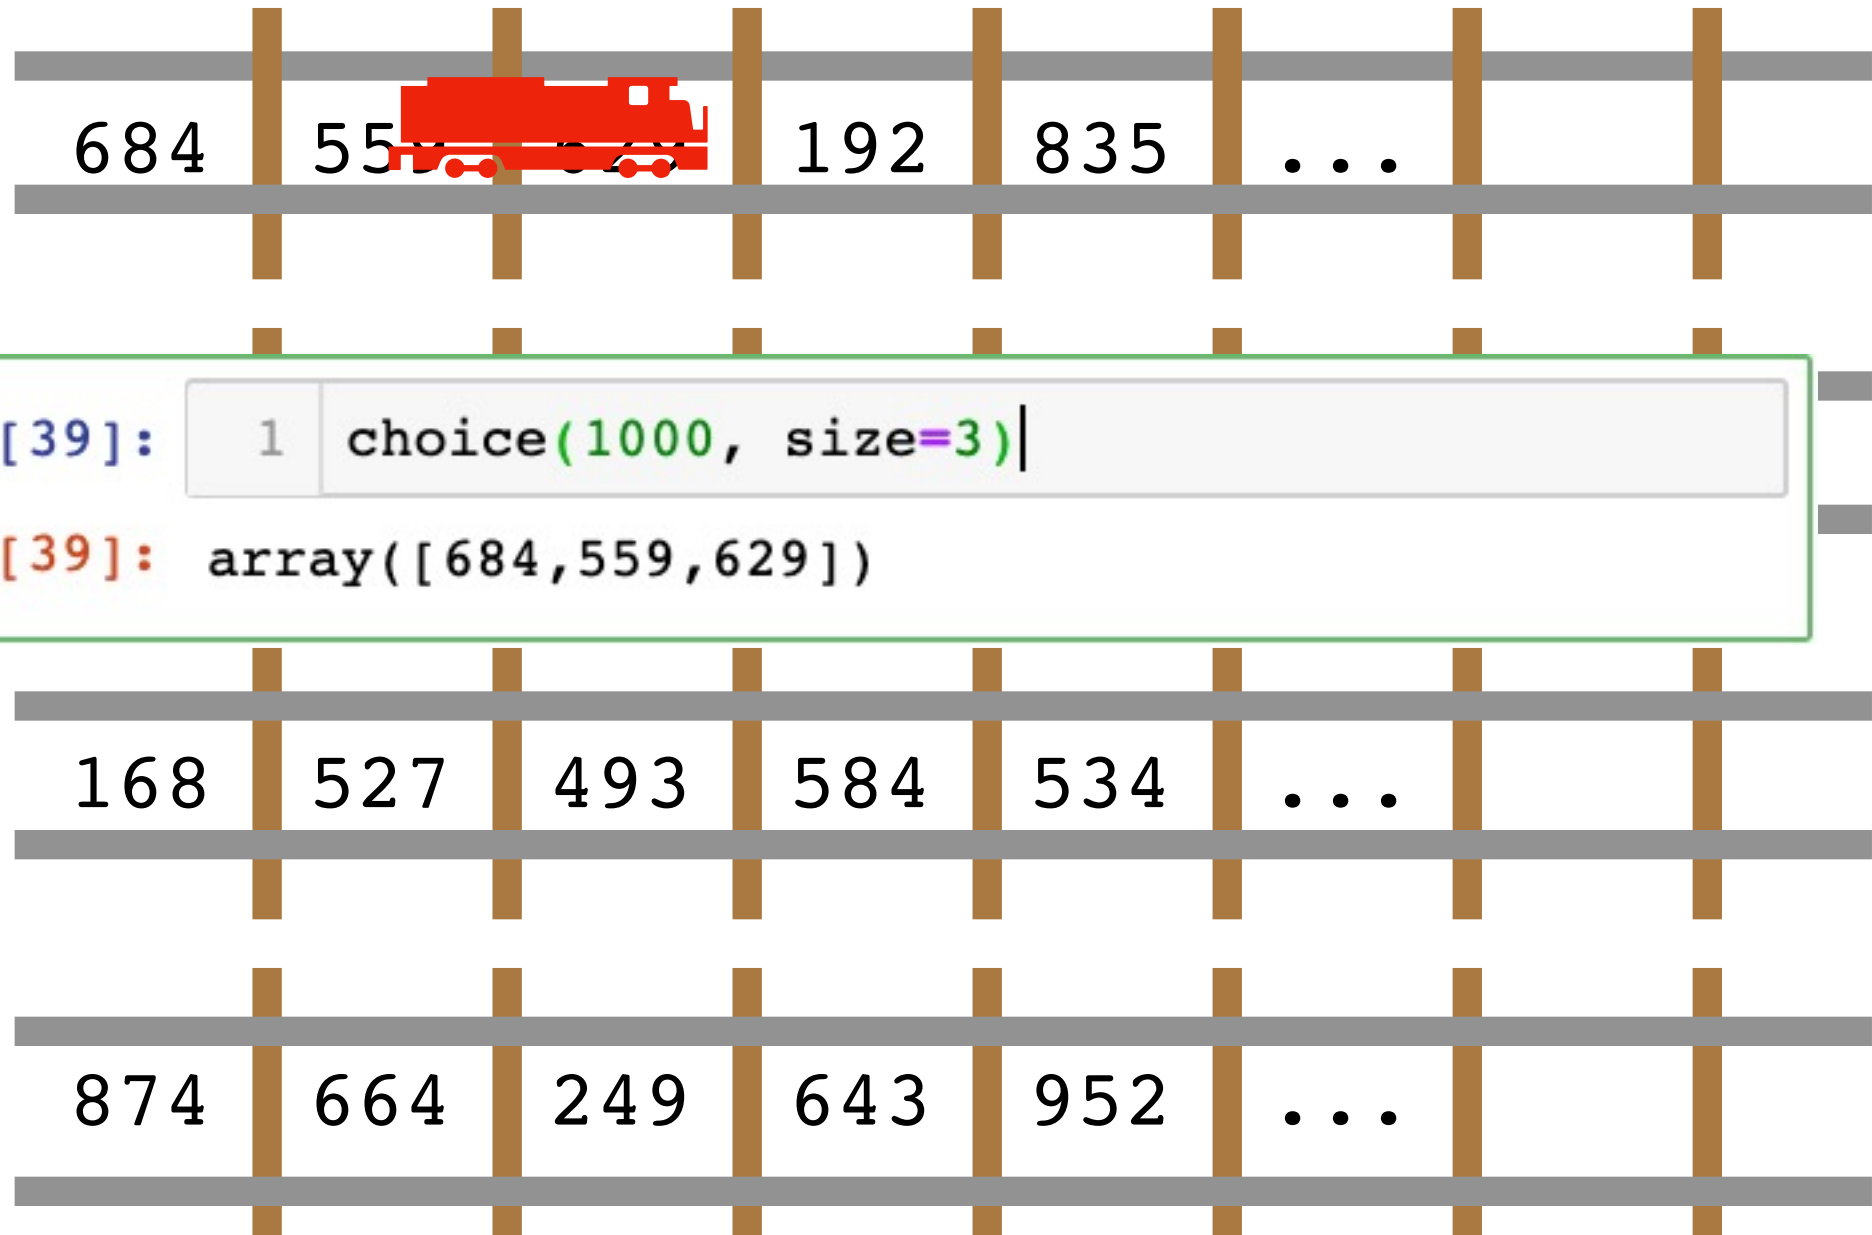 684 192 835 ...
[39]: 1 choice(1000, size=3)
[39]: array([684,559,629])
168 527 493 584 534 ...
874 664 249 643 952 ...